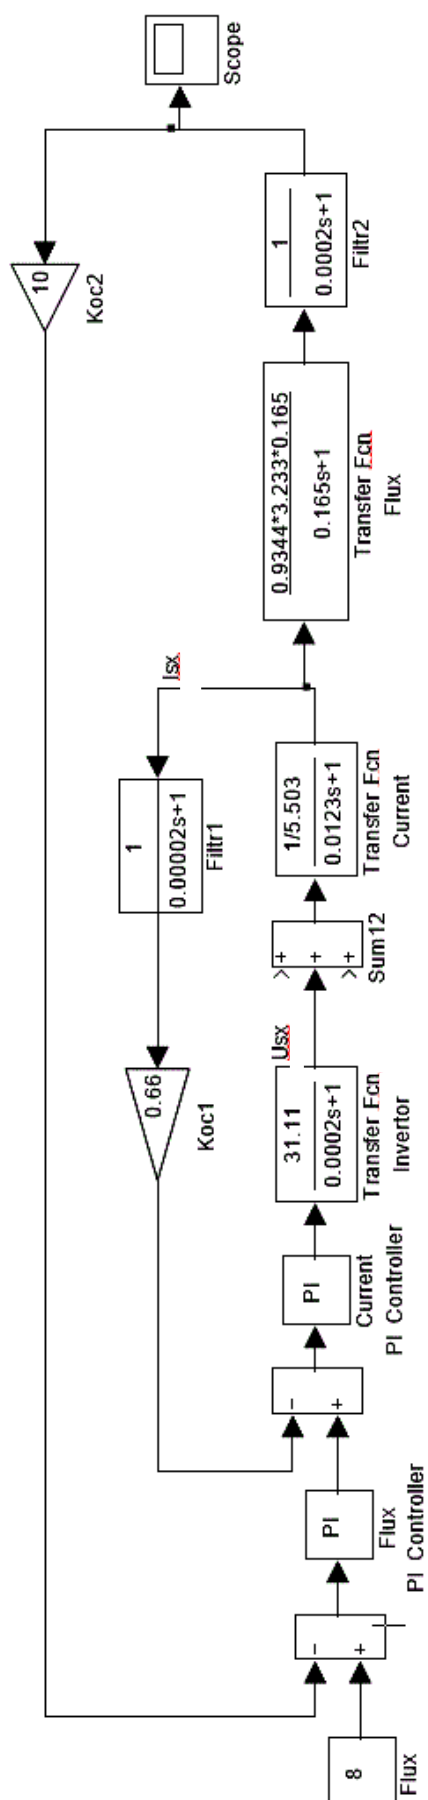 8
Flux
-
+
PI
Flux
PI Controller
-
+
PI
Current
PI Controller
31.11
0.0002s+1
Transfer Fcn
Invertor
Usx
+
+
+
Sum12
1/5.503
0.0123s+1
Transfer Fcn
Current
Isx
1
0.00002s+1
Filtr1
0.66
Koc1
0.9344*3.233*0.165
0.165s+1
Transfer Fcn
Flux
1
0.0002s+1
Filtr2
10
Koc2
Scope